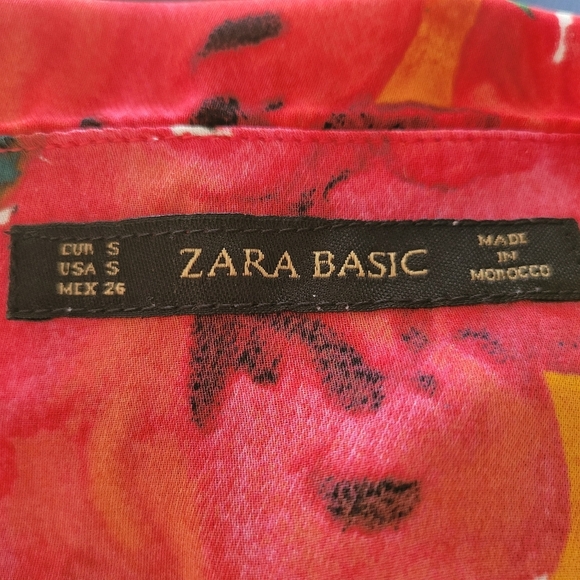 EUR S
USA S
MEX 26
ZARA BASIC
MADE
IN
MOROCCO